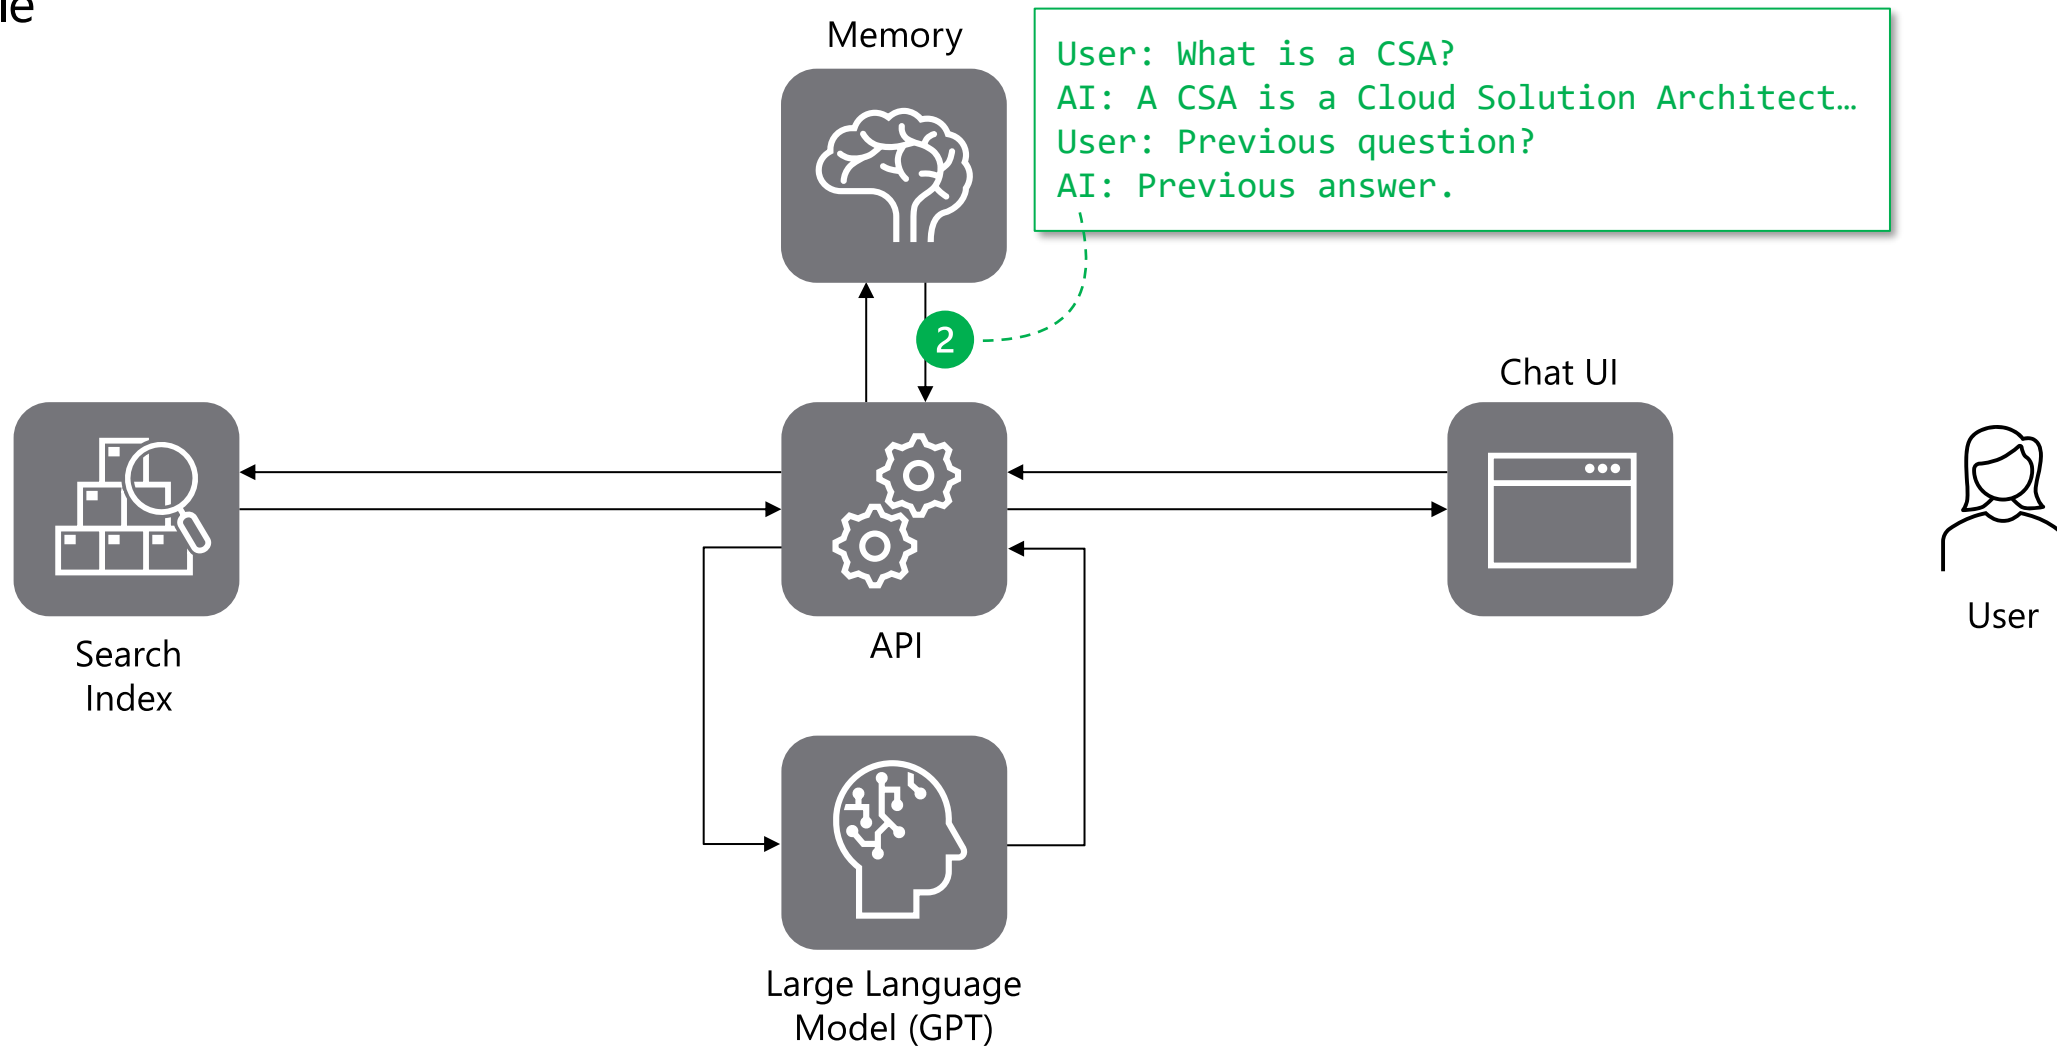 Memory
User: What is a CSA?
AI: A CSA is a Cloud Solution Architect…
User: Previous question?
AI: Previous answer.
2
Chat UI
User
API
Search
Index
Large Language
Model (GPT)